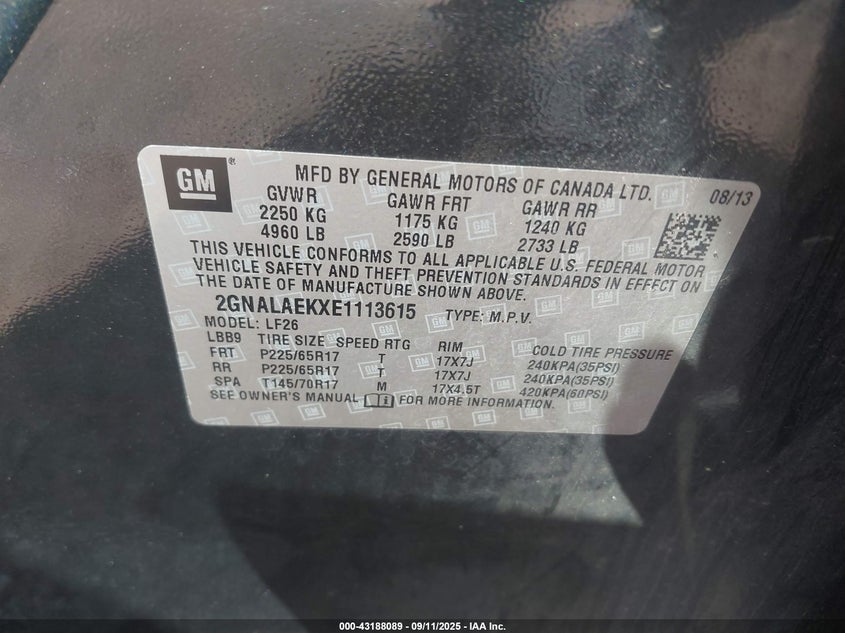 GM ®
MFD BY GENERAL MOTORS OF CANADA LTD. 08/13
GVWR GAWR FRT GAWR RR
2250 KG 1175 KG 1240 KG
4960 LB 2590 LB 2733 LB
THIS VEHICLE CONFORMS TO ALL APPLICABLE U.S. FEDERAL MOTOR
VEHICLE SAFETY AND THEFT PREVENTION STANDARDS IN EFFECT ON
THE DATE OF MANUFACTURE SHOWN ABOVE.
2GNALAEKXE1113615 TYPE: M.P.V.
MODEL: LF26
LBB9 TIRE SIZE SPEED RTG RIM COLD TIRE PRESSURE
FRT P225/65R17 T 17X7J 240KPA(35PSI)
RR P225/65R17 T 17X7J 240KPA(35PSI)
SPA T145/70R17 M 17X4.5T 420KPA(60PSI)
SEE OWNER'S MANUAL i FOR MORE INFORMATION.
000-43188089 - 09/11/2025 - IAA Inc.